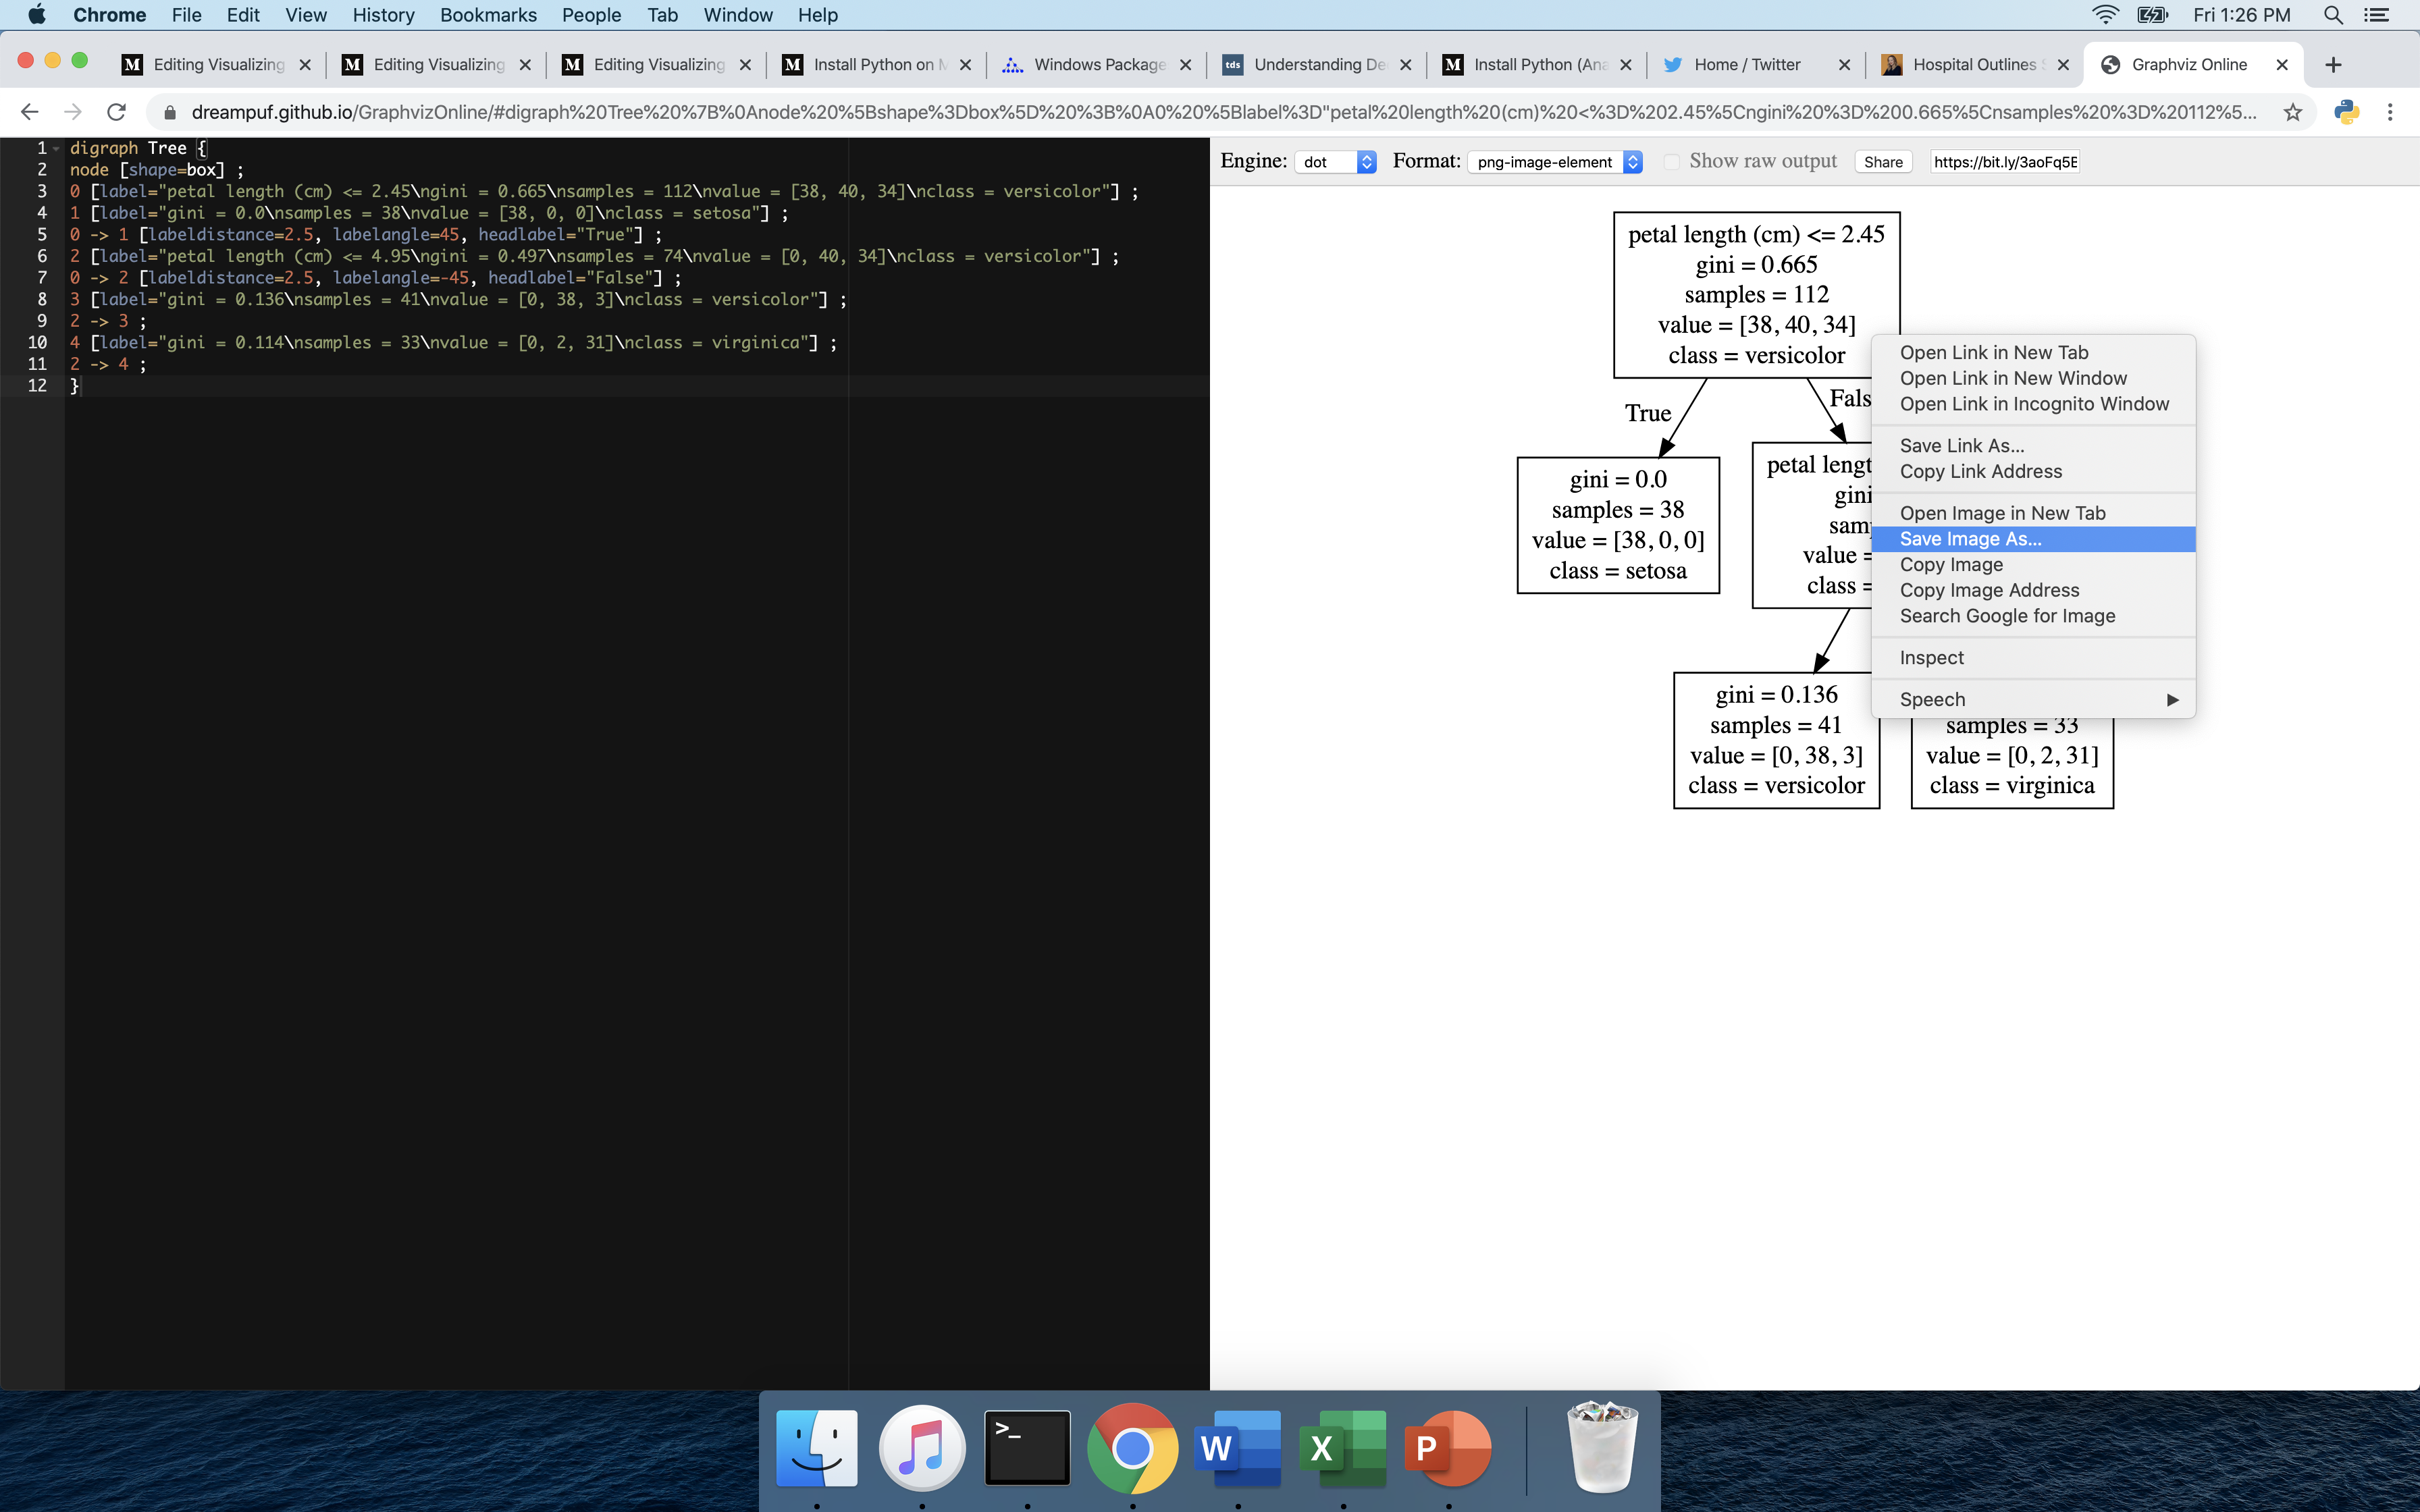 Chrome File Edit View History Bookmarks People Tab Window Help Fri 1:26 PM
M Editing Visualizing M Editing Visualizing M Editing Visualizing M Install Python on M Windows Package tds Understanding De M Install Python (Ana Home / Twitter Hospital Outlines S Graphviz Online
dreampuf.github.io/GraphvizOnline/#digraph%20Tree%20%7B%0Anode%20%5Bshape%3Dbox%5D%20%3B%0A0%20%5Blabel%3D"petal%20length%20(cm)%20<%3D%202.45%5Cngini%20%3D%200.665%5Cnsamples%20%3D%20112%5...
1 digraph Tree {
2 node [shape=box] ;
3 0 [label="petal length (cm) <= 2.45\ngini = 0.665\nsamples = 112\nvalue = [38, 40, 34]\nclass = versicolor"] ;
4 1 [label="gini = 0.0\nsamples = 38\nvalue = [38, 0, 0]\nclass = setosa"] ;
5 0 -> 1 [labeldistance=2.5, labelangle=45, headlabel="True"] ;
6 2 [label="petal length (cm) <= 4.95\ngini = 0.497\nsamples = 74\nvalue = [0, 40, 34]\nclass = versicolor"] ;
7 0 -> 2 [labeldistance=2.5, labelangle=-45, headlabel="False"] ;
8 3 [label="gini = 0.136\nsamples = 41\nvalue = [0, 38, 3]\nclass = versicolor"] ;
9 2 -> 3 ;
10 4 [label="gini = 0.114\nsamples = 33\nvalue = [0, 2, 31]\nclass = virginica"] ;
11 2 -> 4 ;
12 }
Engine: dot Format: png-image-element Show raw output Share https://bit.ly/3aoFq5E
petal length (cm) <= 2.45
gini = 0.665
samples = 112
value = [38, 40, 34]
class = versicolor
True
Fals
gini = 0.0
samples = 38
value = [38, 0, 0]
class = setosa
petal lengt
gini
sam
value =
class =
gini = 0.136
samples = 41
value = [0, 38, 3]
class = versicolor
samples = 33
value = [0, 2, 31]
class = virginica
Open Link in New Tab
Open Link in New Window
Open Link in Incognito Window
Save Link As...
Copy Link Address
Open Image in New Tab
Save Image As...
Copy Image
Copy Image Address
Search Google for Image
Inspect
Speech
>_
W
X
P